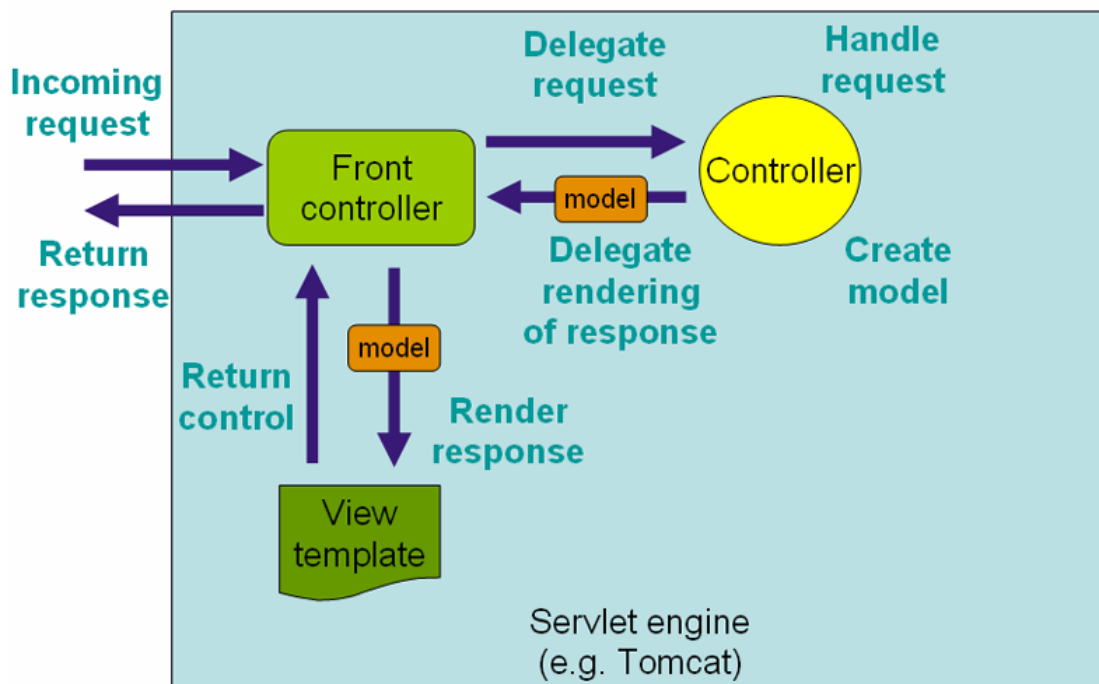 Incoming
request
Return
response
Front
controller
Delegate
request
Handle
request
Controller
model
Delegate
rendering
of response
Create
model
Return
control
model
Render
response
View
template
Servlet engine
(e.g. Tomcat)